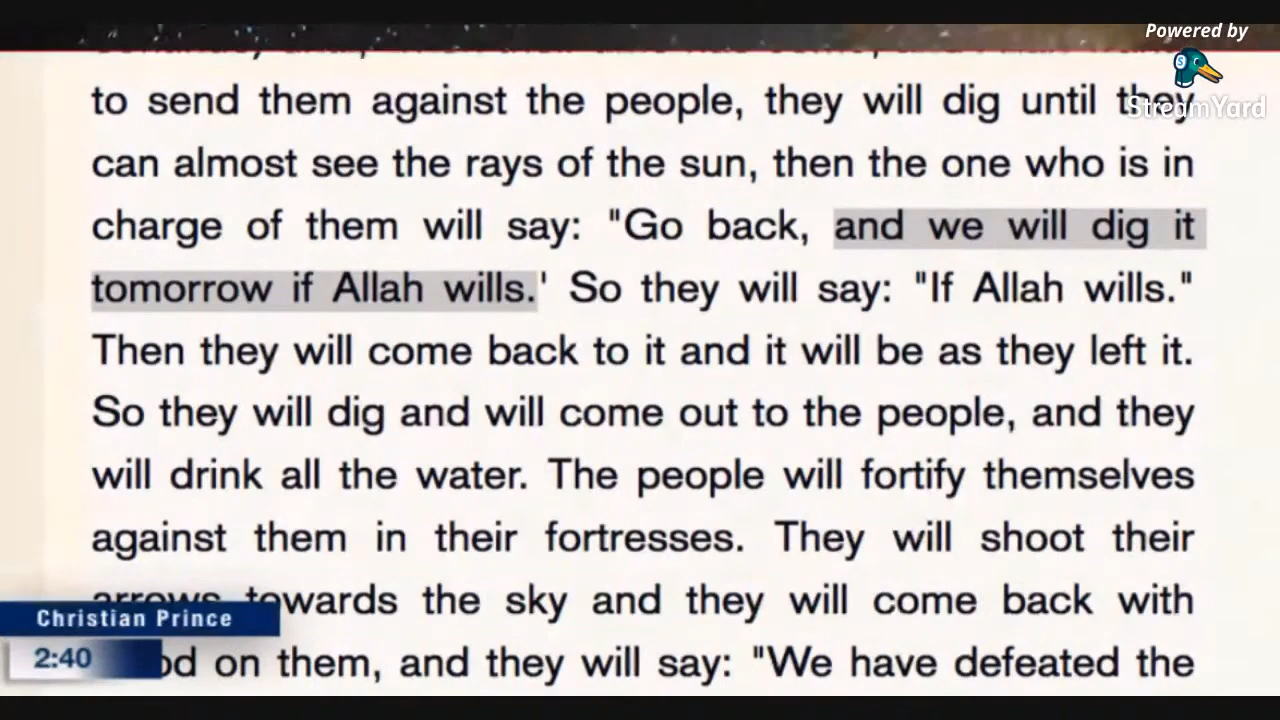 Powered by
StreamYard
to send them against the people, they will dig until they
can almost see the rays of the sun, then the one who is in
charge of them will say: "Go back, and we will dig it
tomorrow if Allah wills.' So they will say: "If Allah wills."
Then they will come back to it and it will be as they left it.
So they will dig and will come out to the people, and they
will drink all the water. The people will fortify themselves
against them in their fortresses. They will shoot their
arrows towards the sky and they will come back with
on them, and they will say: "We have defeated the
Christian Prince
2:40